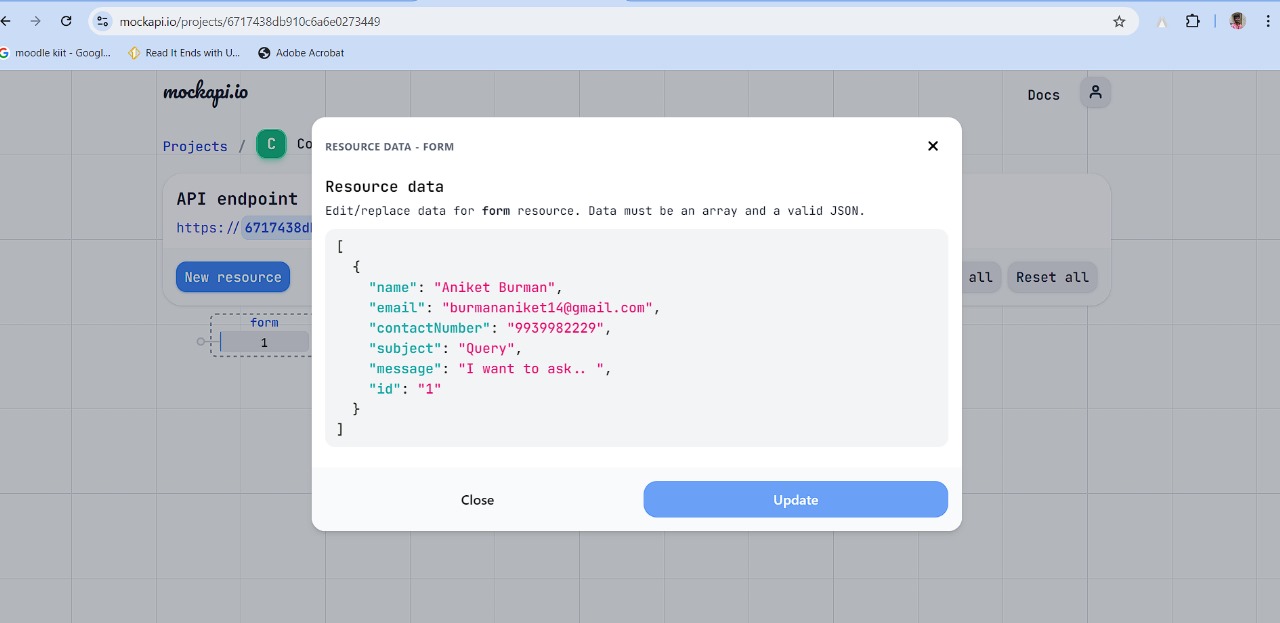 mockapi.io/projects/6717438db910c6a6e0273449
moodle kiit - Googl... Read It Ends with U... Adobe Acrobat
mockapi.io
Docs
Projects / C Co
API endpoint
https://6717438d
New resource
all Reset all
form
1
RESOURCE DATA - FORM
Resource data
Edit/replace data for form resource. Data must be an array and a valid JSON.
[
{
"name": "Aniket Burman",
"email": "burmananiket14@gmail.com",
"contactNumber": "9939982229",
"subject": "Query",
"message": "I want to ask.. ",
"id": "1"
}
]
Close Update